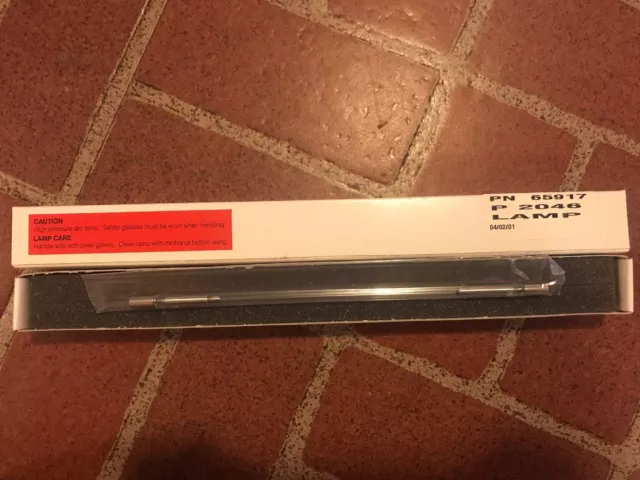 CAUTION
High pressure arc lamp. Safety glasses must be worn when handling
LAMP CARE
Handle with soft cotton gloves. Clean lamp with methanol before using
PN 65917
P 2046
LAMP
04/02/01